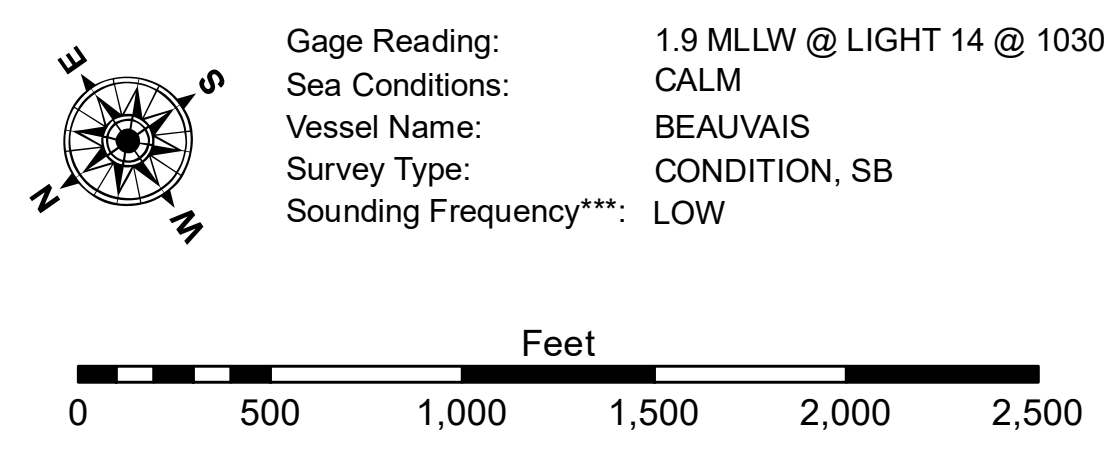 E
S
N
W
Gage Reading: 1.9 MLLW @ LIGHT 14 @ 1030
Sea Conditions: CALM
Vessel Name: BEAUVAIS
Survey Type: CONDITION, SB
Sounding Frequency***: LOW
Feet
0 500 1,000 1,500 2,000 2,500